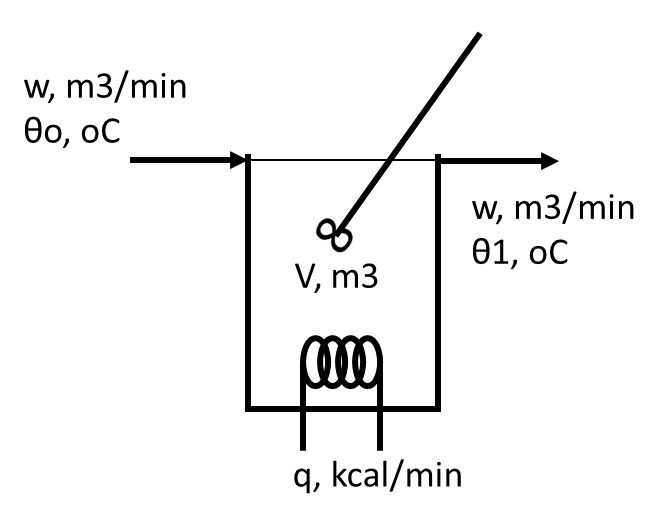 w, m3/min
θo, oC
w, m3/min
θ1, oC
V, m3
q, kcal/min